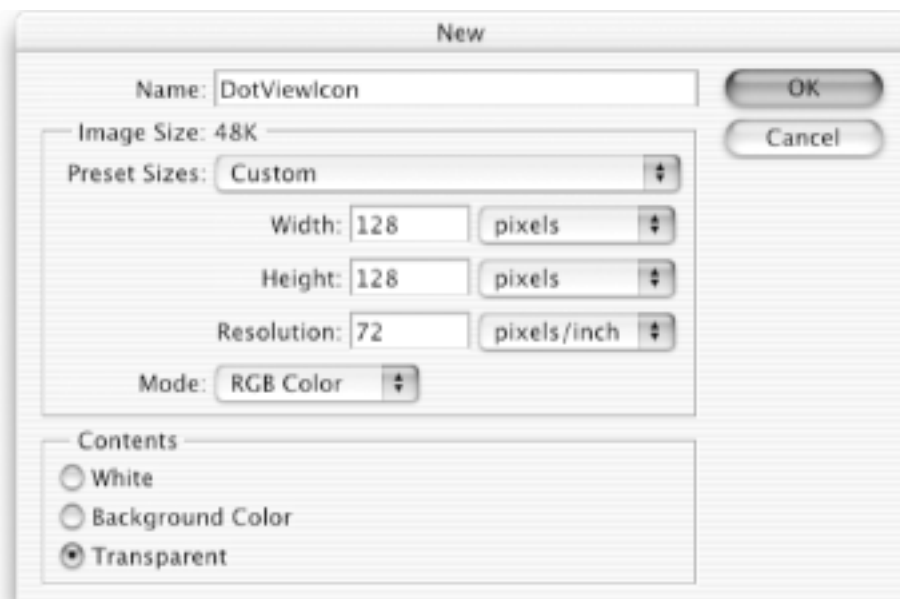 New
Name: DotViewIcon
OK
Image Size: 48K
Cancel
Preset Sizes: Custom
Width: 128 pixels
Height: 128 pixels
Resolution: 72 pixels/inch
Mode: RGB Color
Contents
White
Background Color
Transparent